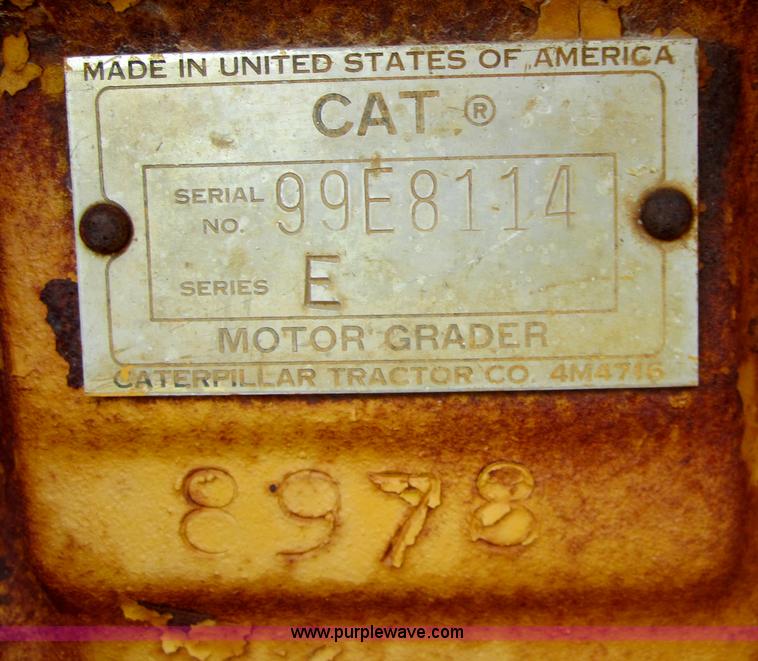 MADE IN UNITED STATES OF AMERICA
CAT ®
SERIAL NO. 99E8114
SERIES E
MOTOR GRADER
CATERPILLAR TRACTOR CO. 4M4716
8978
www.purplewave.com